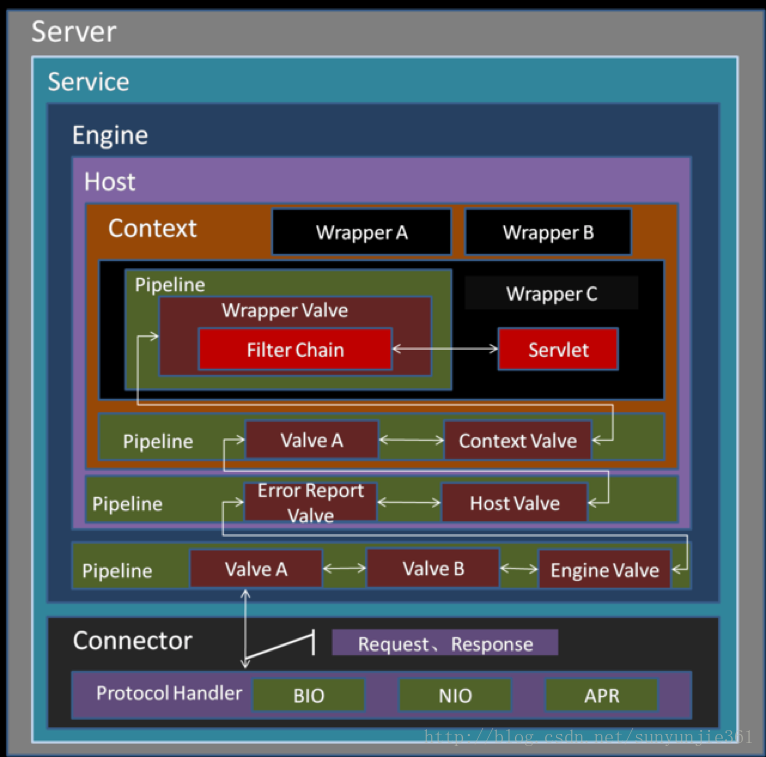 Server
Service
Engine
Host
Context
Wrapper A
Wrapper B
Pipeline
Wrapper C
Wrapper Valve
Filter Chain
Servlet
Pipeline
Valve A
Context Valve
Pipeline
Error Report
Valve
Host Valve
Pipeline
Valve A
Valve B
Engine Valve
Connector
Request、Response
Protocol Handler
BIO
NIO
APR
http://blog.csdn.net/sunyunjie361